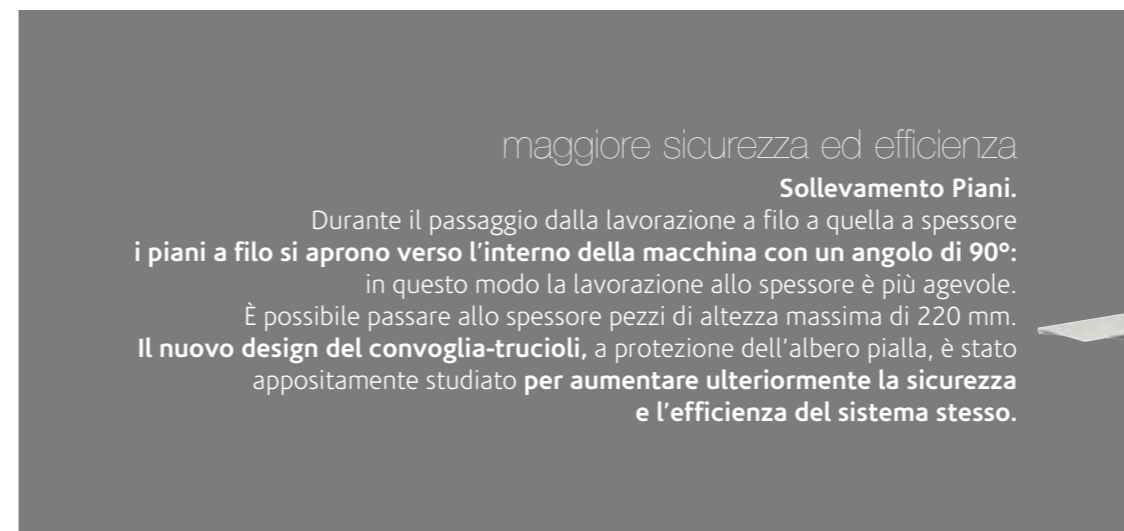 maggiore sicurezza ed efficienza
Sollevamento Piani.
Durante il passaggio dalla lavorazione a filo a quella a spessore
i piani a filo si aprono verso l'interno della macchina con un angolo di 90°:
in questo modo la lavorazione allo spessore è più agevole.
È possibile passare allo spessore pezzi di altezza massima di 220 mm.
Il nuovo design del convoglia-trucioli, a protezione dell'albero pialla, è stato
appositamente studiato per aumentare ulteriormente la sicurezza
e l'efficienza del sistema stesso.